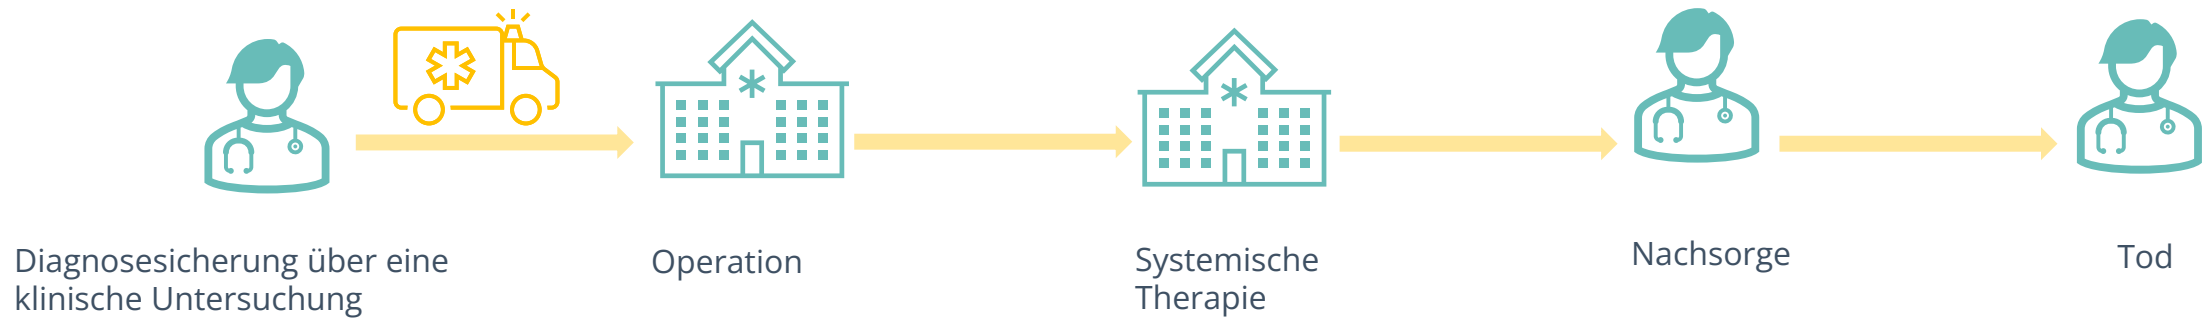 Diagnosesicherung über eine
klinische Untersuchung
Operation
Systemische
Therapie
Nachsorge
Tod